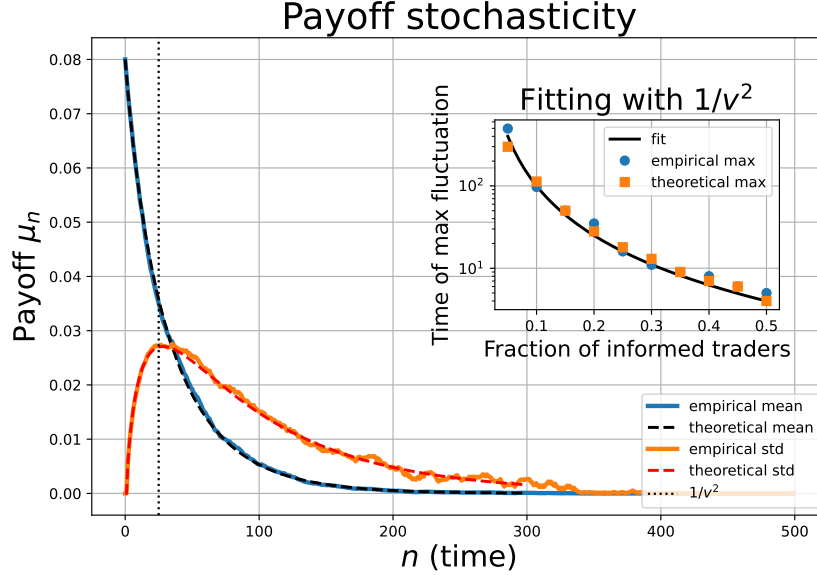 Payoff stochasticity
Payoff μn
0.08
0.07
0.06
0.05
0.04
0.03
0.02
0.01
0.00
0
100
200
300
400
500
n (time)
Fitting with 1/v²
Time of max fluctuation
10²
10¹
0.1
0.2
0.3
0.4
0.5
Fraction of informed traders
fit
empirical max
theoretical max
empirical mean
theoretical mean
empirical std
theoretical std
1/v²